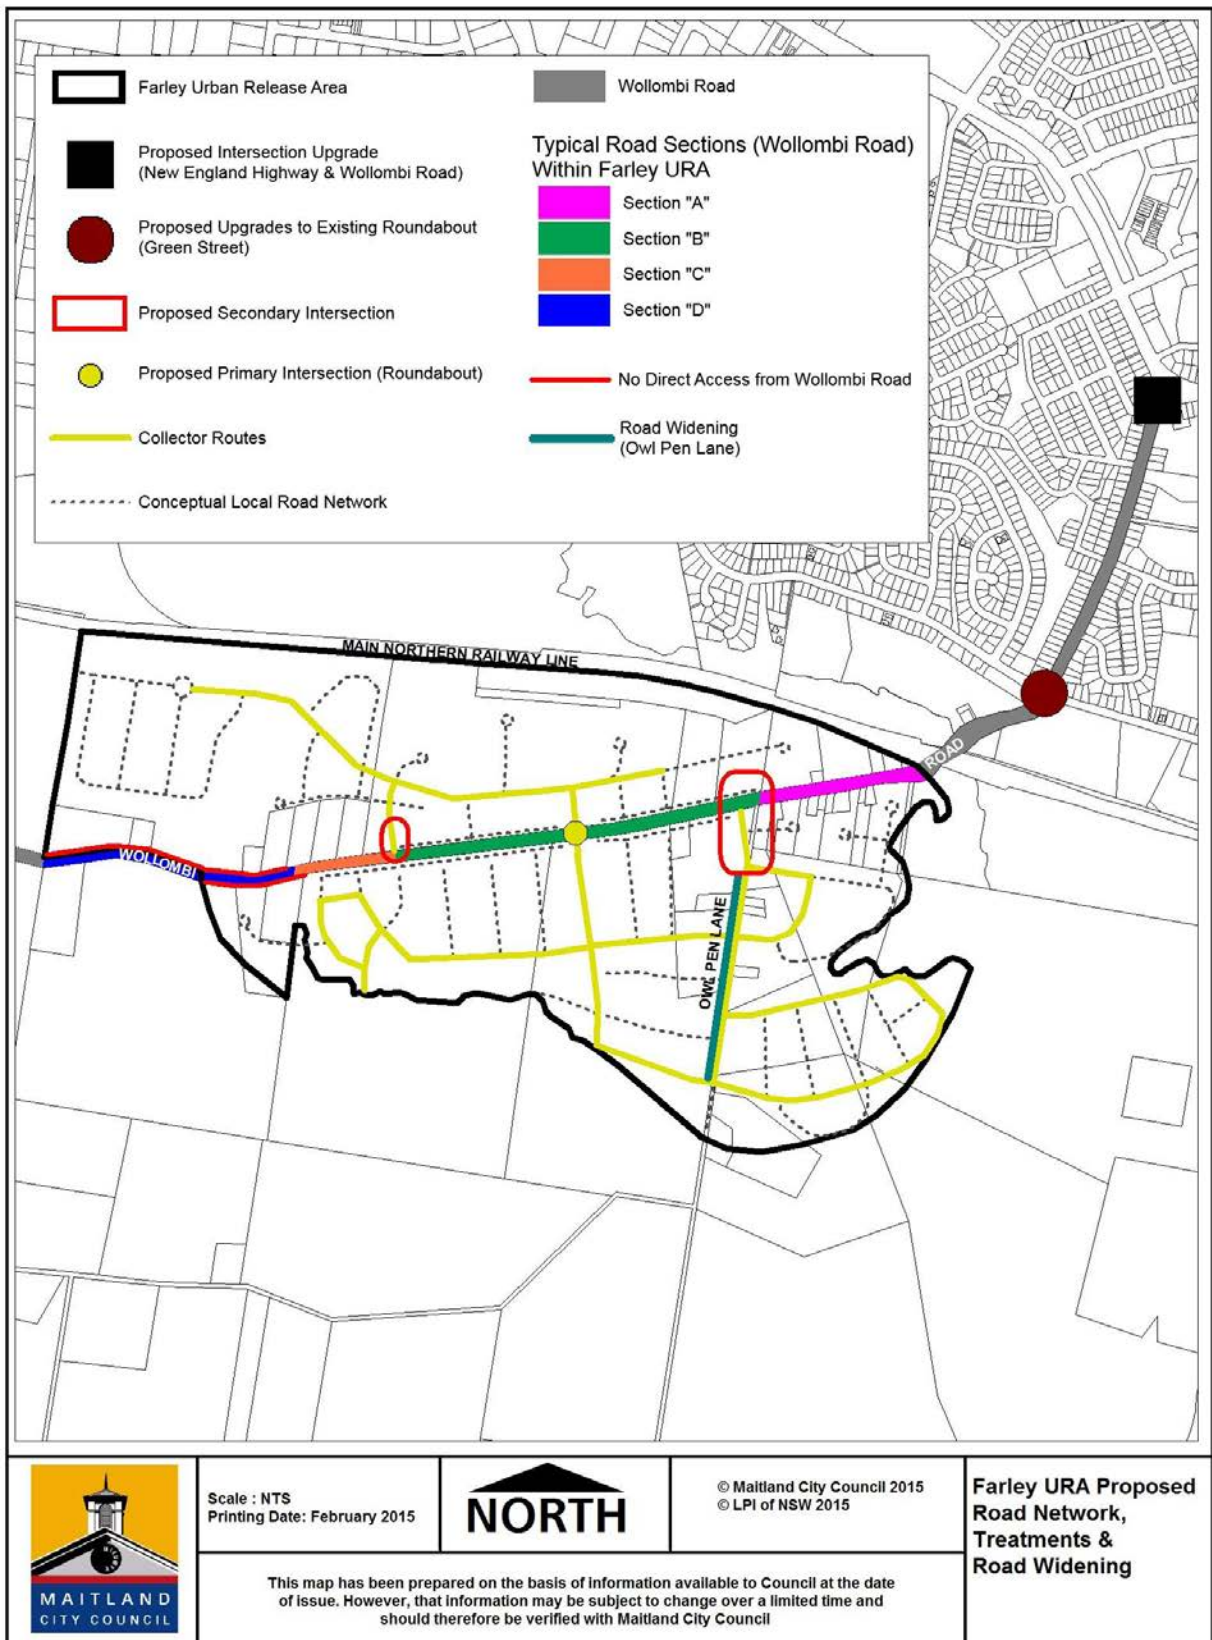 Farley Urban Release Area
Proposed Intersection Upgrade
(New England Highway & Wollombi Road)
Proposed Upgrades to Existing Roundabout
(Green Street)
Proposed Secondary Intersection
Proposed Primary Intersection (Roundabout)
Collector Routes
Conceptual Local Road Network
Wollombi Road
Typical Road Sections (Wollombi Road)
Within Farley URA
Section "A"
Section "B"
Section "C"
Section "D"
No Direct Access from Wollombi Road
Road Widening
(Owl Pen Lane)
MAIN NORTHERN RAILWAY LINE
ROAD
WOLLOMBI
OWL PEN LANE
MAITLAND
CITY COUNCIL
Scale : NTS
Printing Date: February 2015
NORTH
© Maitland City Council 2015
© LPI of NSW 2015
This map has been prepared on the basis of information available to Council at the date
of issue. However, that information may be subject to change over a limited time and
should therefore be verified with Maitland City Council
Farley URA Proposed
Road Network,
Treatments &
Road Widening